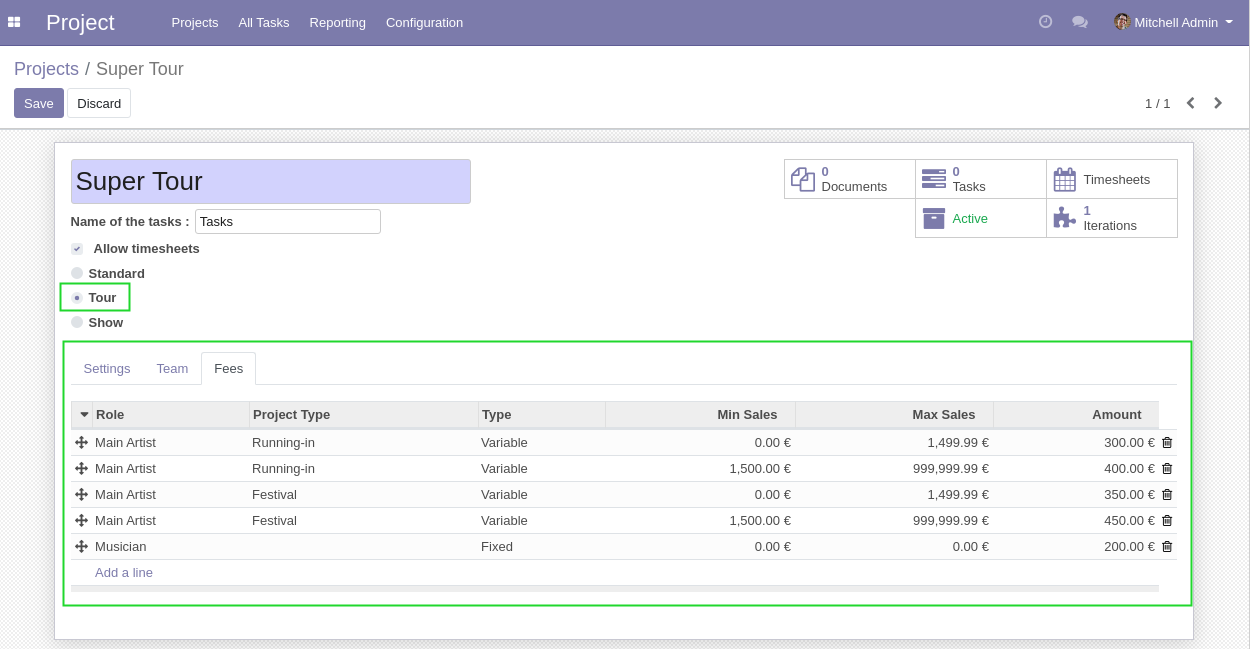 Project Projects All Tasks Reporting Configuration Mitchell Admin
Projects / Super Tour
Save Discard 1 / 1
Super Tour
0 Documents
0 Tasks
Timesheets
Active
1 Iterations
Name of the tasks : Tasks
Allow timesheets
Standard
Tour
Show
Settings Team Fees
Role Project Type Type Min Sales Max Sales Amount
Main Artist Running-in Variable 0.00 € 1,499.99 € 300.00 €
Main Artist Running-in Variable 1,500.00 € 999,999.99 € 400.00 €
Main Artist Festival Variable 0.00 € 1,499.99 € 350.00 €
Main Artist Festival Variable 1,500.00 € 999,999.99 € 450.00 €
Musician Fixed 0.00 € 0.00 € 200.00 €
Add a line